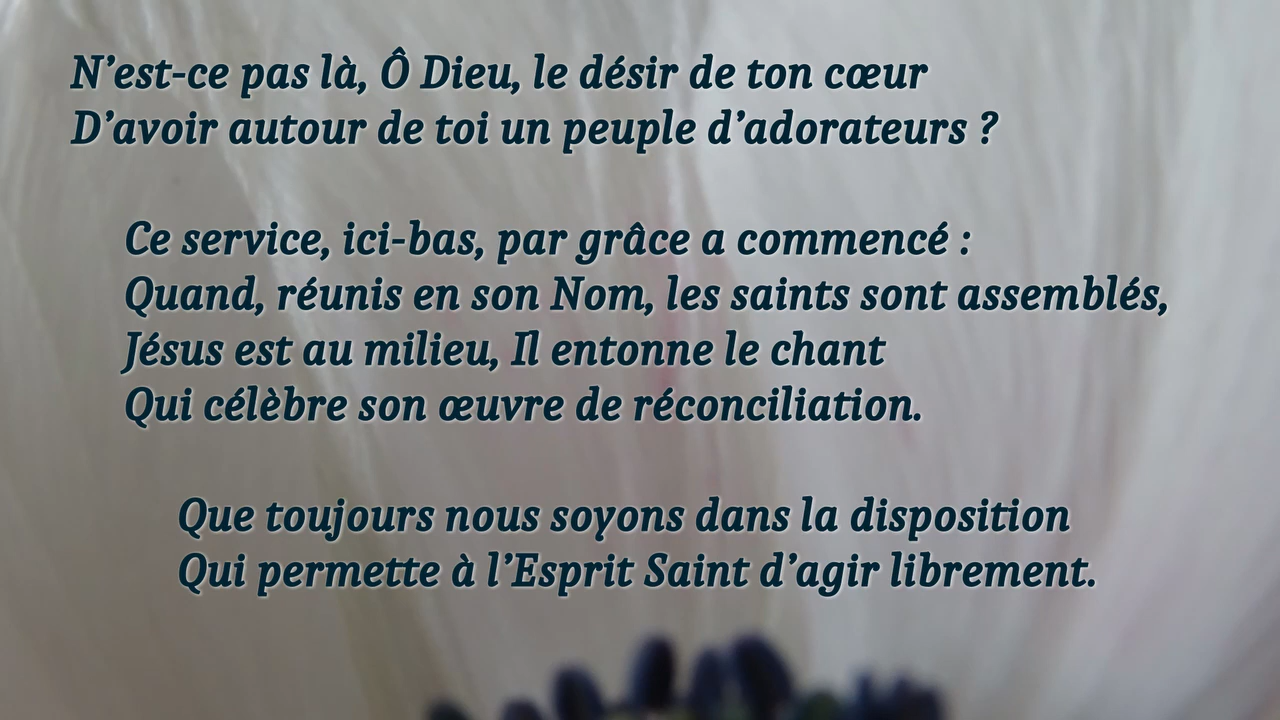 N’est-ce pas là, Ô Dieu, le désir de ton cœur
D’avoir autour de toi un peuple d’adorateurs ?
Ce service, ici-bas, par grâce a commencé :
Quand, réunis en son Nom, les saints sont assemblés,
Jésus est au milieu, Il entonne le chant
Qui célèbre son œuvre de réconciliation.
Que toujours nous soyons dans la disposition
Qui permette à l’Esprit Saint d’agir librement.